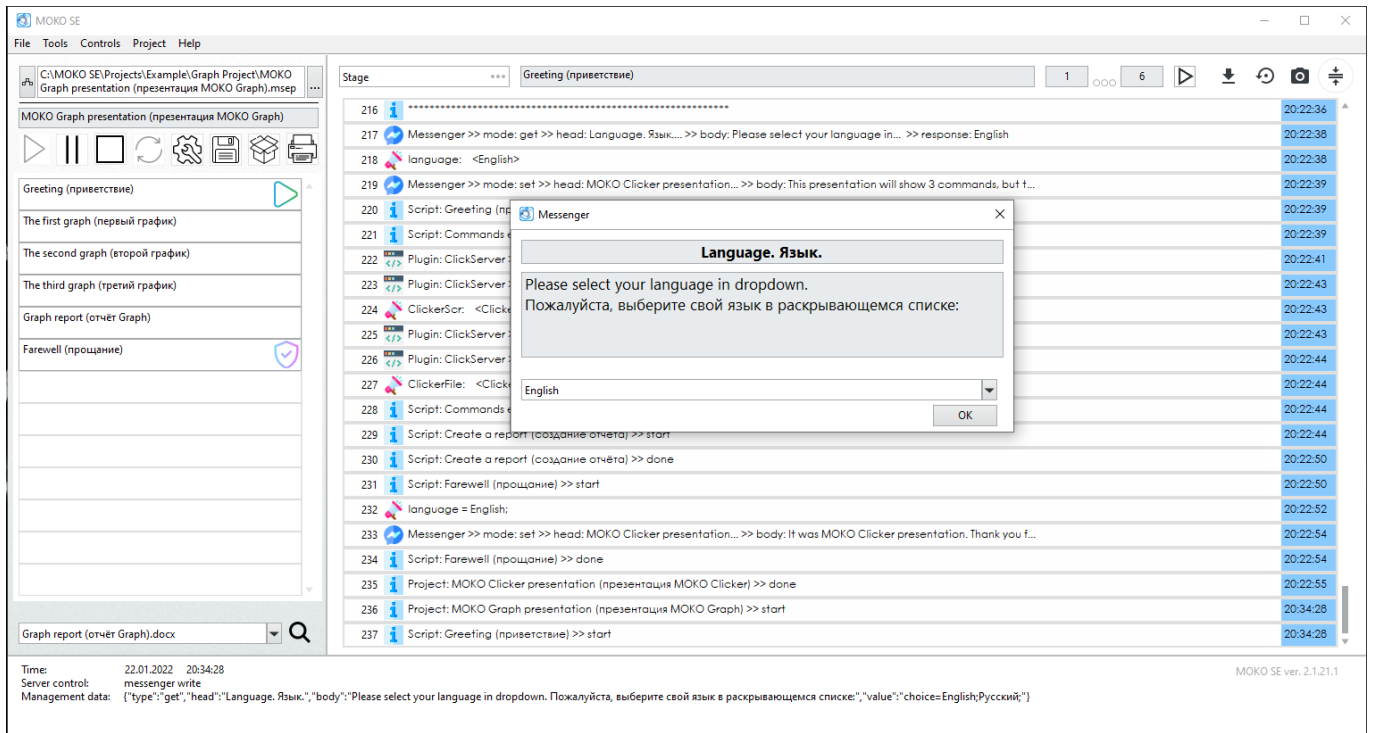 MOKO SE
File Tools Controls Project Help
C:\MOKO SE\Projects\Example\Graph Project\MOKO
Graph presentation (презентация MOKO Graph).msep
...
MOKO Graph presentation (презентация MOKO Graph)
Greeting (приветствие)
The first graph (первый график)
The second graph (второй график)
The third graph (третий график)
Graph report (отчёт Graph)
Farewell (прощание)
Graph report (отчёт Graph).docx
Stage
Greeting (приветствие)
1
6
216 ************************************************************** 20:22:36
217 Messenger >> mode: get >> head: Language. Язык.... >> body: Please select your language in... >> response: English 20:22:38
218 language: <English> 20:22:38
219 Messenger >> mode: set >> head: MOKO Clicker presentation... >> body: This presentation will show 3 commands, but t... 20:22:39
220 Script: Greeting (пр 20:22:39
221 Script: Commands 20:22:39
222 Plugin: ClickServer 20:22:41
223 Plugin: ClickServer 20:22:43
224 ClickerScr: <Clicke 20:22:43
225 Plugin: ClickServer 20:22:43
226 Plugin: ClickServer 20:22:44
227 ClickerFile: <Clicke 20:22:44
228 Script: Commands 20:22:44
229 Script: Create a report (создание отчёта) >> start 20:22:44
230 Script: Create a report (создание отчёта) >> done 20:22:50
231 Script: Farewell (прощание) >> start 20:22:50
232 language = English; 20:22:52
233 Messenger >> mode: set >> head: MOKO Clicker presentation... >> body: It was MOKO Clicker presentation. Thank you f... 20:22:54
234 Script: Farewell (прощание) >> done 20:22:54
235 Project: MOKO Clicker presentation (презентация MOKO Clicker) >> done 20:22:55
236 Project: MOKO Graph presentation (презентация MOKO Graph) >> start 20:34:28
237 Script: Greeting (приветствие) >> start 20:34:28
Messenger
Language. Язык.
Please select your language in dropdown.
Пожалуйста, выберите свой язык в раскрывающемся списке:
English
OK
Time: 22.01.2022 20:34:28
Server control: messenger write
Management data: {"type":"get","head":"Language. Язык.","body":"Please select your language in dropdown. Пожалуйста, выберите свой язык в раскрывающемся списке:","value":"choice=English;Русский;"}
MOKO SE ver. 2.1.21.1